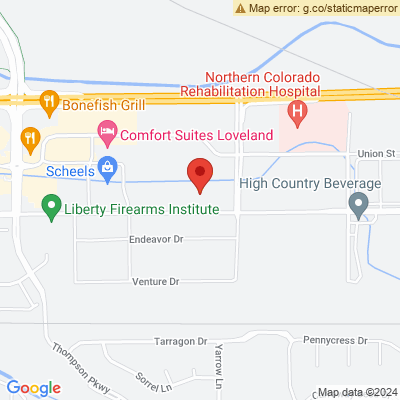 Map error: g.co/staticmaperror
Northern Colorado
Rehabilitation Hospital
Bonefish Grill
H
Comfort Suites Loveland
Union St
Scheels
High Country Beverage
Liberty Firearms Institute
Endeavor Dr
Venture Dr
Tarragon Dr
Pennycress Dr
Thompson Pkwy
Yarrow Ln
Sorrel Ln
Google
Map data ©2024